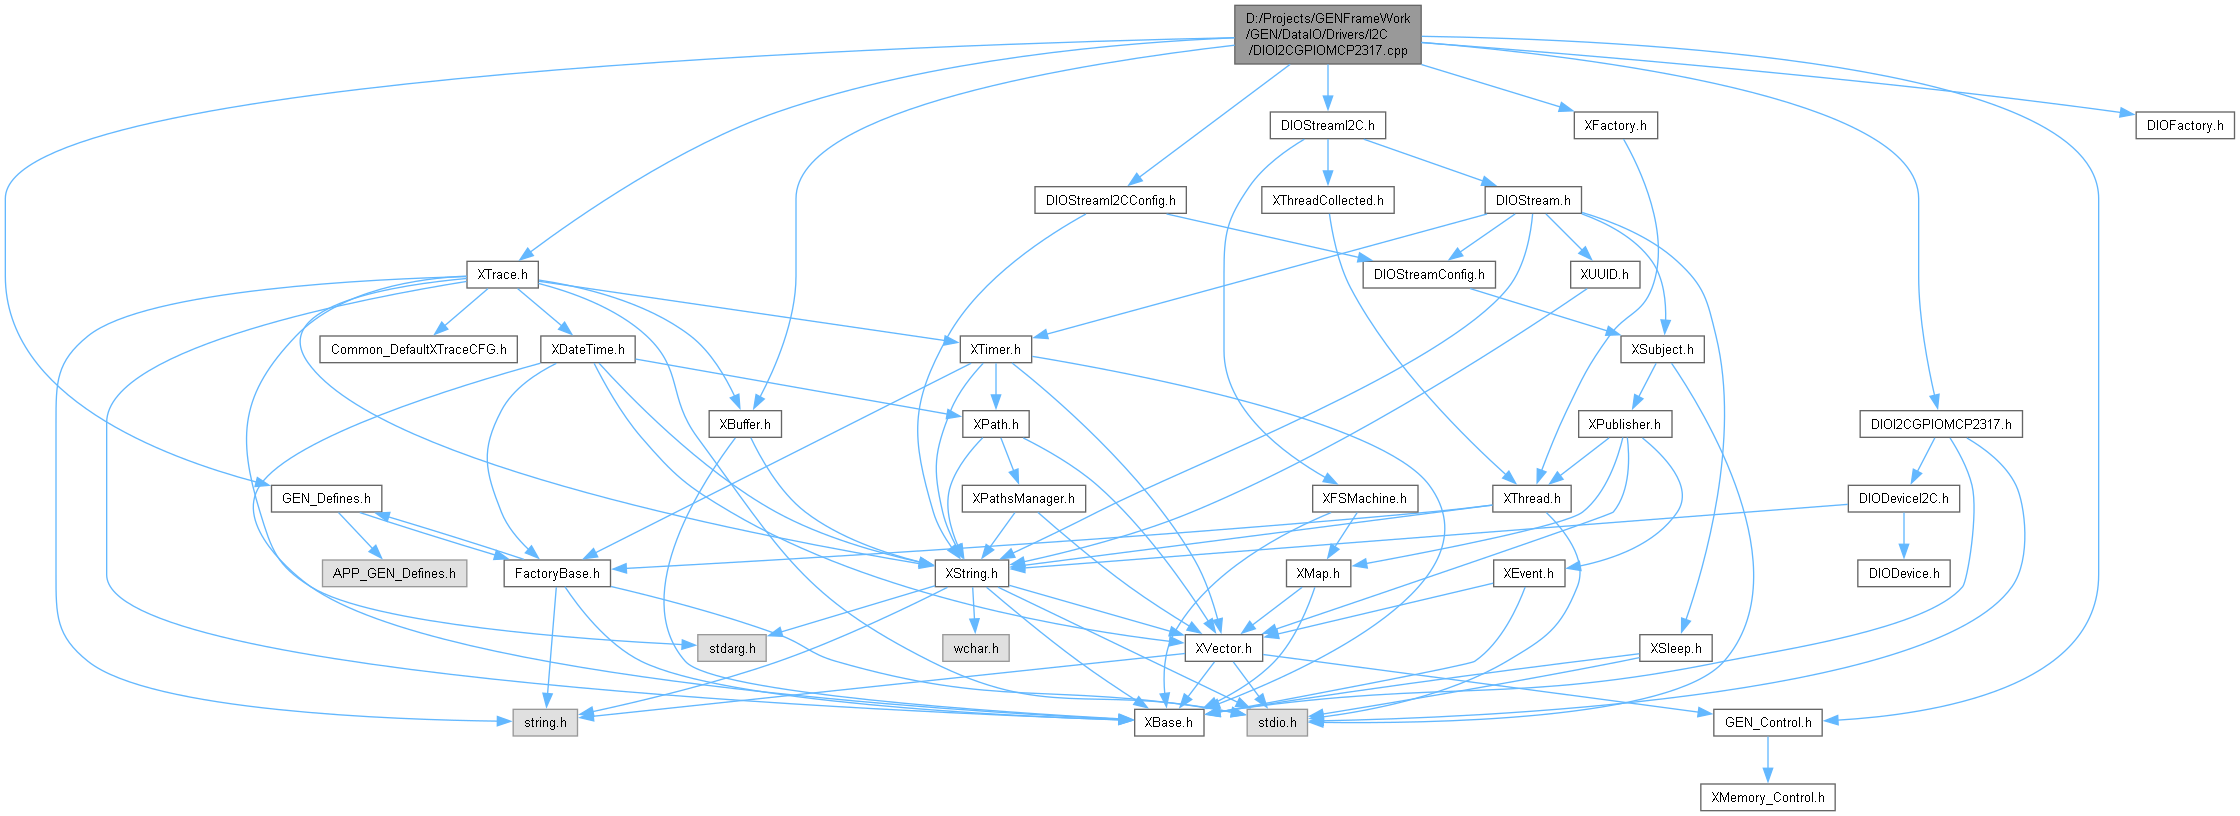 D:/Projects/GENFrameWork
/GEN/DataIO/Drivers/I2C
/DIOI2CGPIOMCP2317.cpp
DIOStreamI2C.h
XFactory.h
DIOFactory.h
DIOStreamI2CConfig.h
XThreadCollected.h
DIOStream.h
XTrace.h
DIOStreamConfig.h
XUUID.h
Common_DefaultXTraceCFG.h
XDateTime.h
XTimer.h
XSubject.h
XBuffer.h
XPath.h
XPublisher.h
DIOI2CGPIOMCP2317.h
GEN_Defines.h
XPathsManager.h
XFSMachine.h
XThread.h
DIODeviceI2C.h
APP_GEN_Defines.h
FactoryBase.h
XString.h
XMap.h
XEvent.h
DIODevice.h
stdarg.h
wchar.h
XVector.h
XSleep.h
string.h
XBase.h
stdio.h
GEN_Control.h
XMemory_Control.h